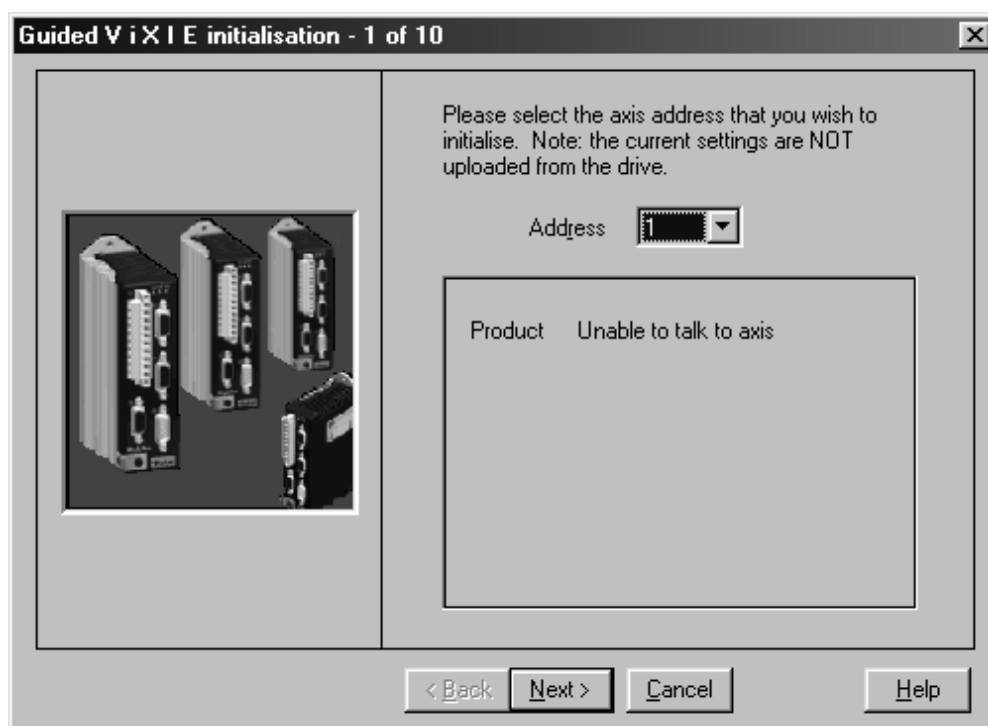 Guided V i X I E initialisation - 1 of 10
Please select the axis address that you wish to
initialise. Note: the current settings are NOT
uploaded from the drive.
Address 1
Product Unable to talk to axis
< Back Next > Cancel Help